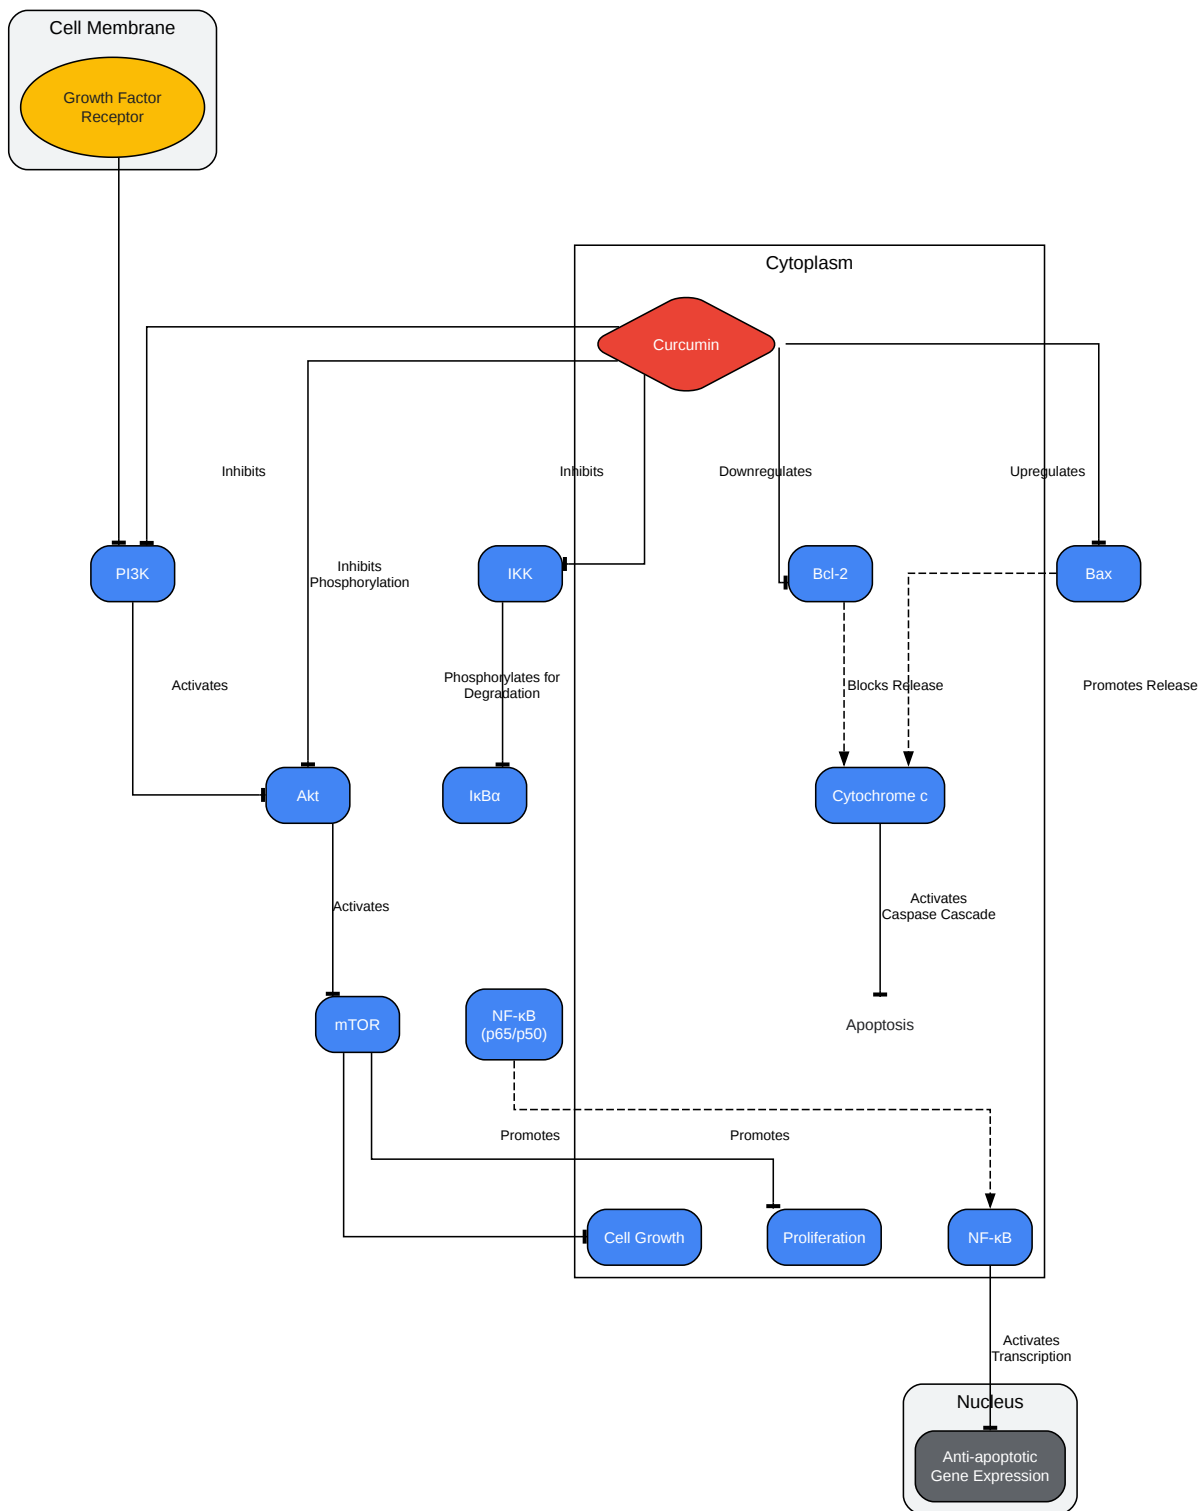 Cell Membrane
Growth Factor
Receptor
Cytoplasm
Curcumin
Inhibits
Inhibits
Downregulates
Upregulates
PI3K
Inhibits
Phosphorylation
IKK
Bcl-2
Bax
Activates
Phosphorylates for
Degradation
Blocks Release
Promotes Release
Akt
IκBα
Cytochrome c
Activates
Activates
Caspase Cascade
mTOR
NF-κB
(p65/p50)
Apoptosis
Promotes
Promotes
Cell Growth
Proliferation
NF-κB
Activates
Transcription
Nucleus
Anti-apoptotic
Gene Expression